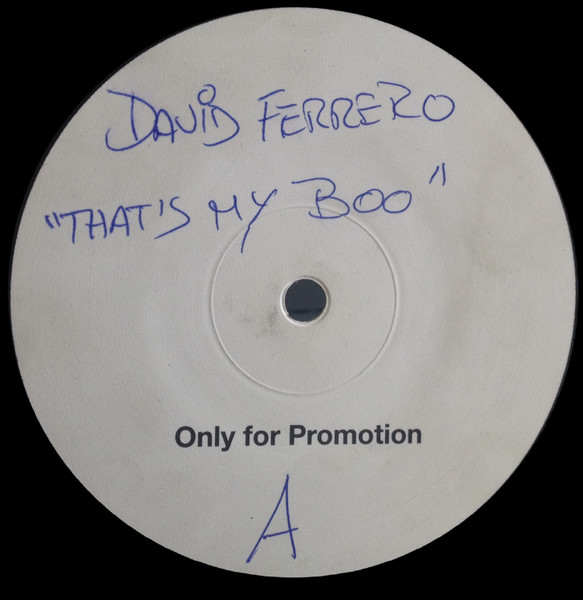 DAVID FERRERO
"THAT'S MY BOO"
Only for Promotion
A